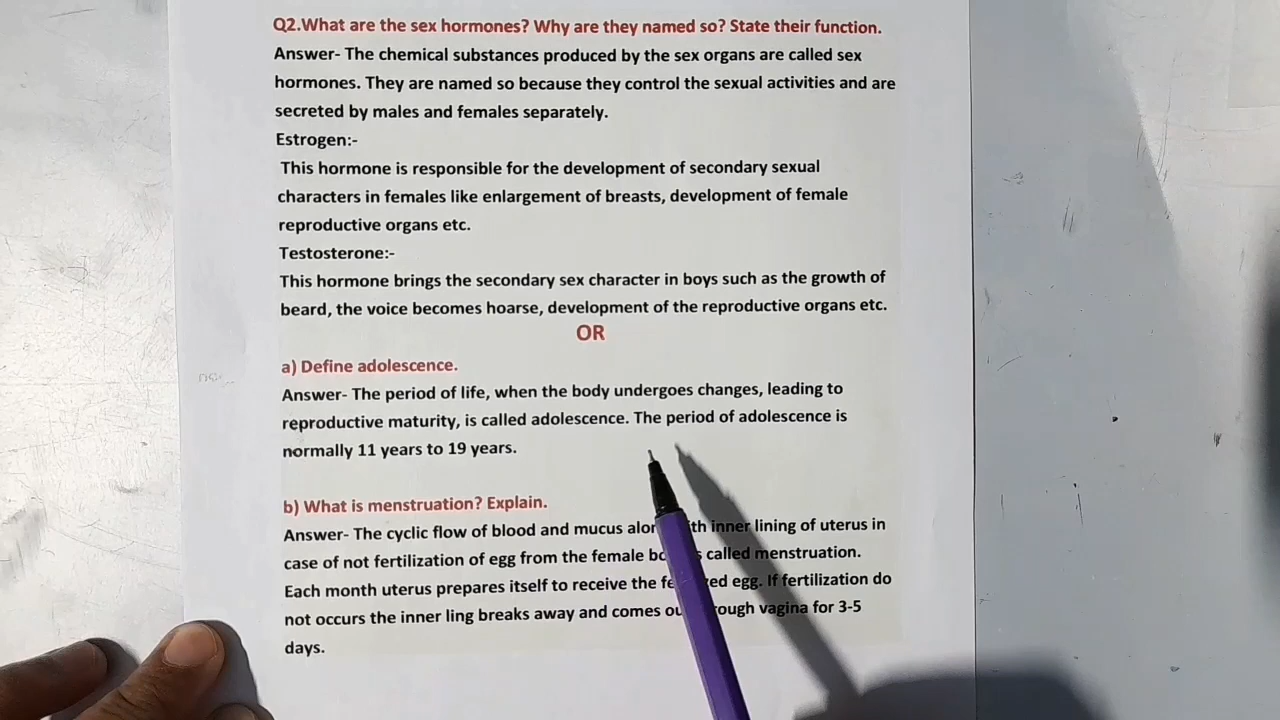 Q2.What are the sex hormones? Why are they named so? State their function.
Answer- The chemical substances produced by the sex organs are called sex
hormones. They are named so because they control the sexual activities and are
secreted by males and females separately.
Estrogen:-
This hormone is responsible for the development of secondary sexual
characters in females like enlargement of breasts, development of female
reproductive organs etc.
Testosterone:-
This hormone brings the secondary sex character in boys such as the growth of
beard, the voice becomes hoarse, development of the reproductive organs etc.
OR
a) Define adolescence.
Answer- The period of life, when the body undergoes changes, leading to
reproductive maturity, is called adolescence. The period of adolescence is
normally 11 years to 19 years.
b) What is menstruation? Explain.
Answer- The cyclic flow of blood and mucus inner lining of uterus in
case of not fertilization of egg from the female called menstruation.
Each month uterus prepares itself to receive the egg. If fertilization do
not occurs the inner ling breaks away and comes vagina for 3-5
days.